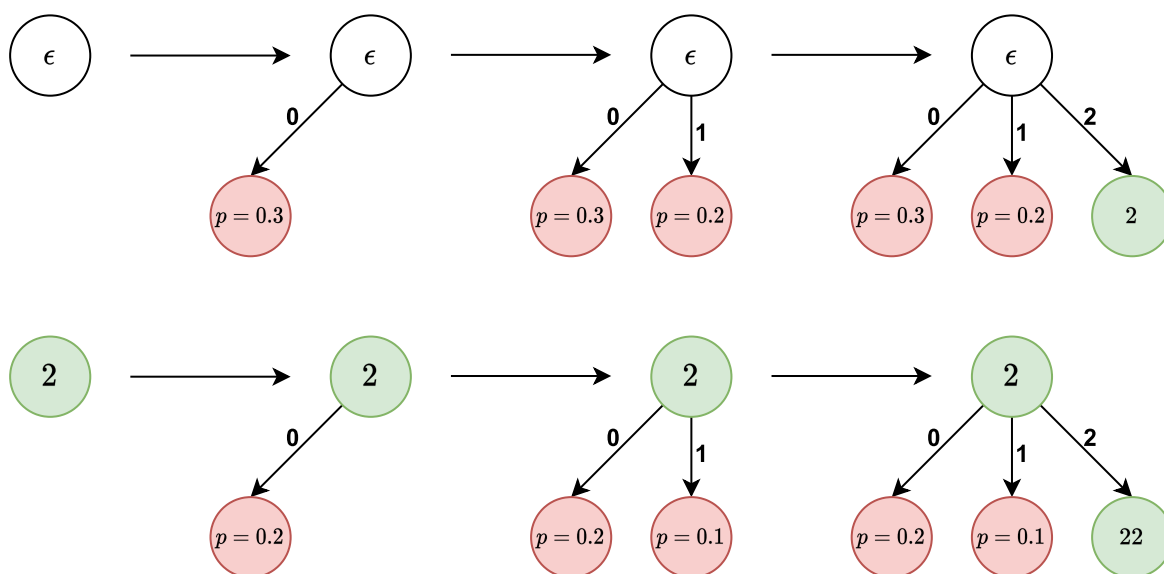 ϵ ϵ ϵ ϵ
0 0 1 0 1 2
p = 0.3 p = 0.3 p = 0.2 p = 0.3 p = 0.2 2
2 2 2 2
0 0 1 0 1 2
p = 0.2 p = 0.2 p = 0.1 p = 0.2 p = 0.1 22